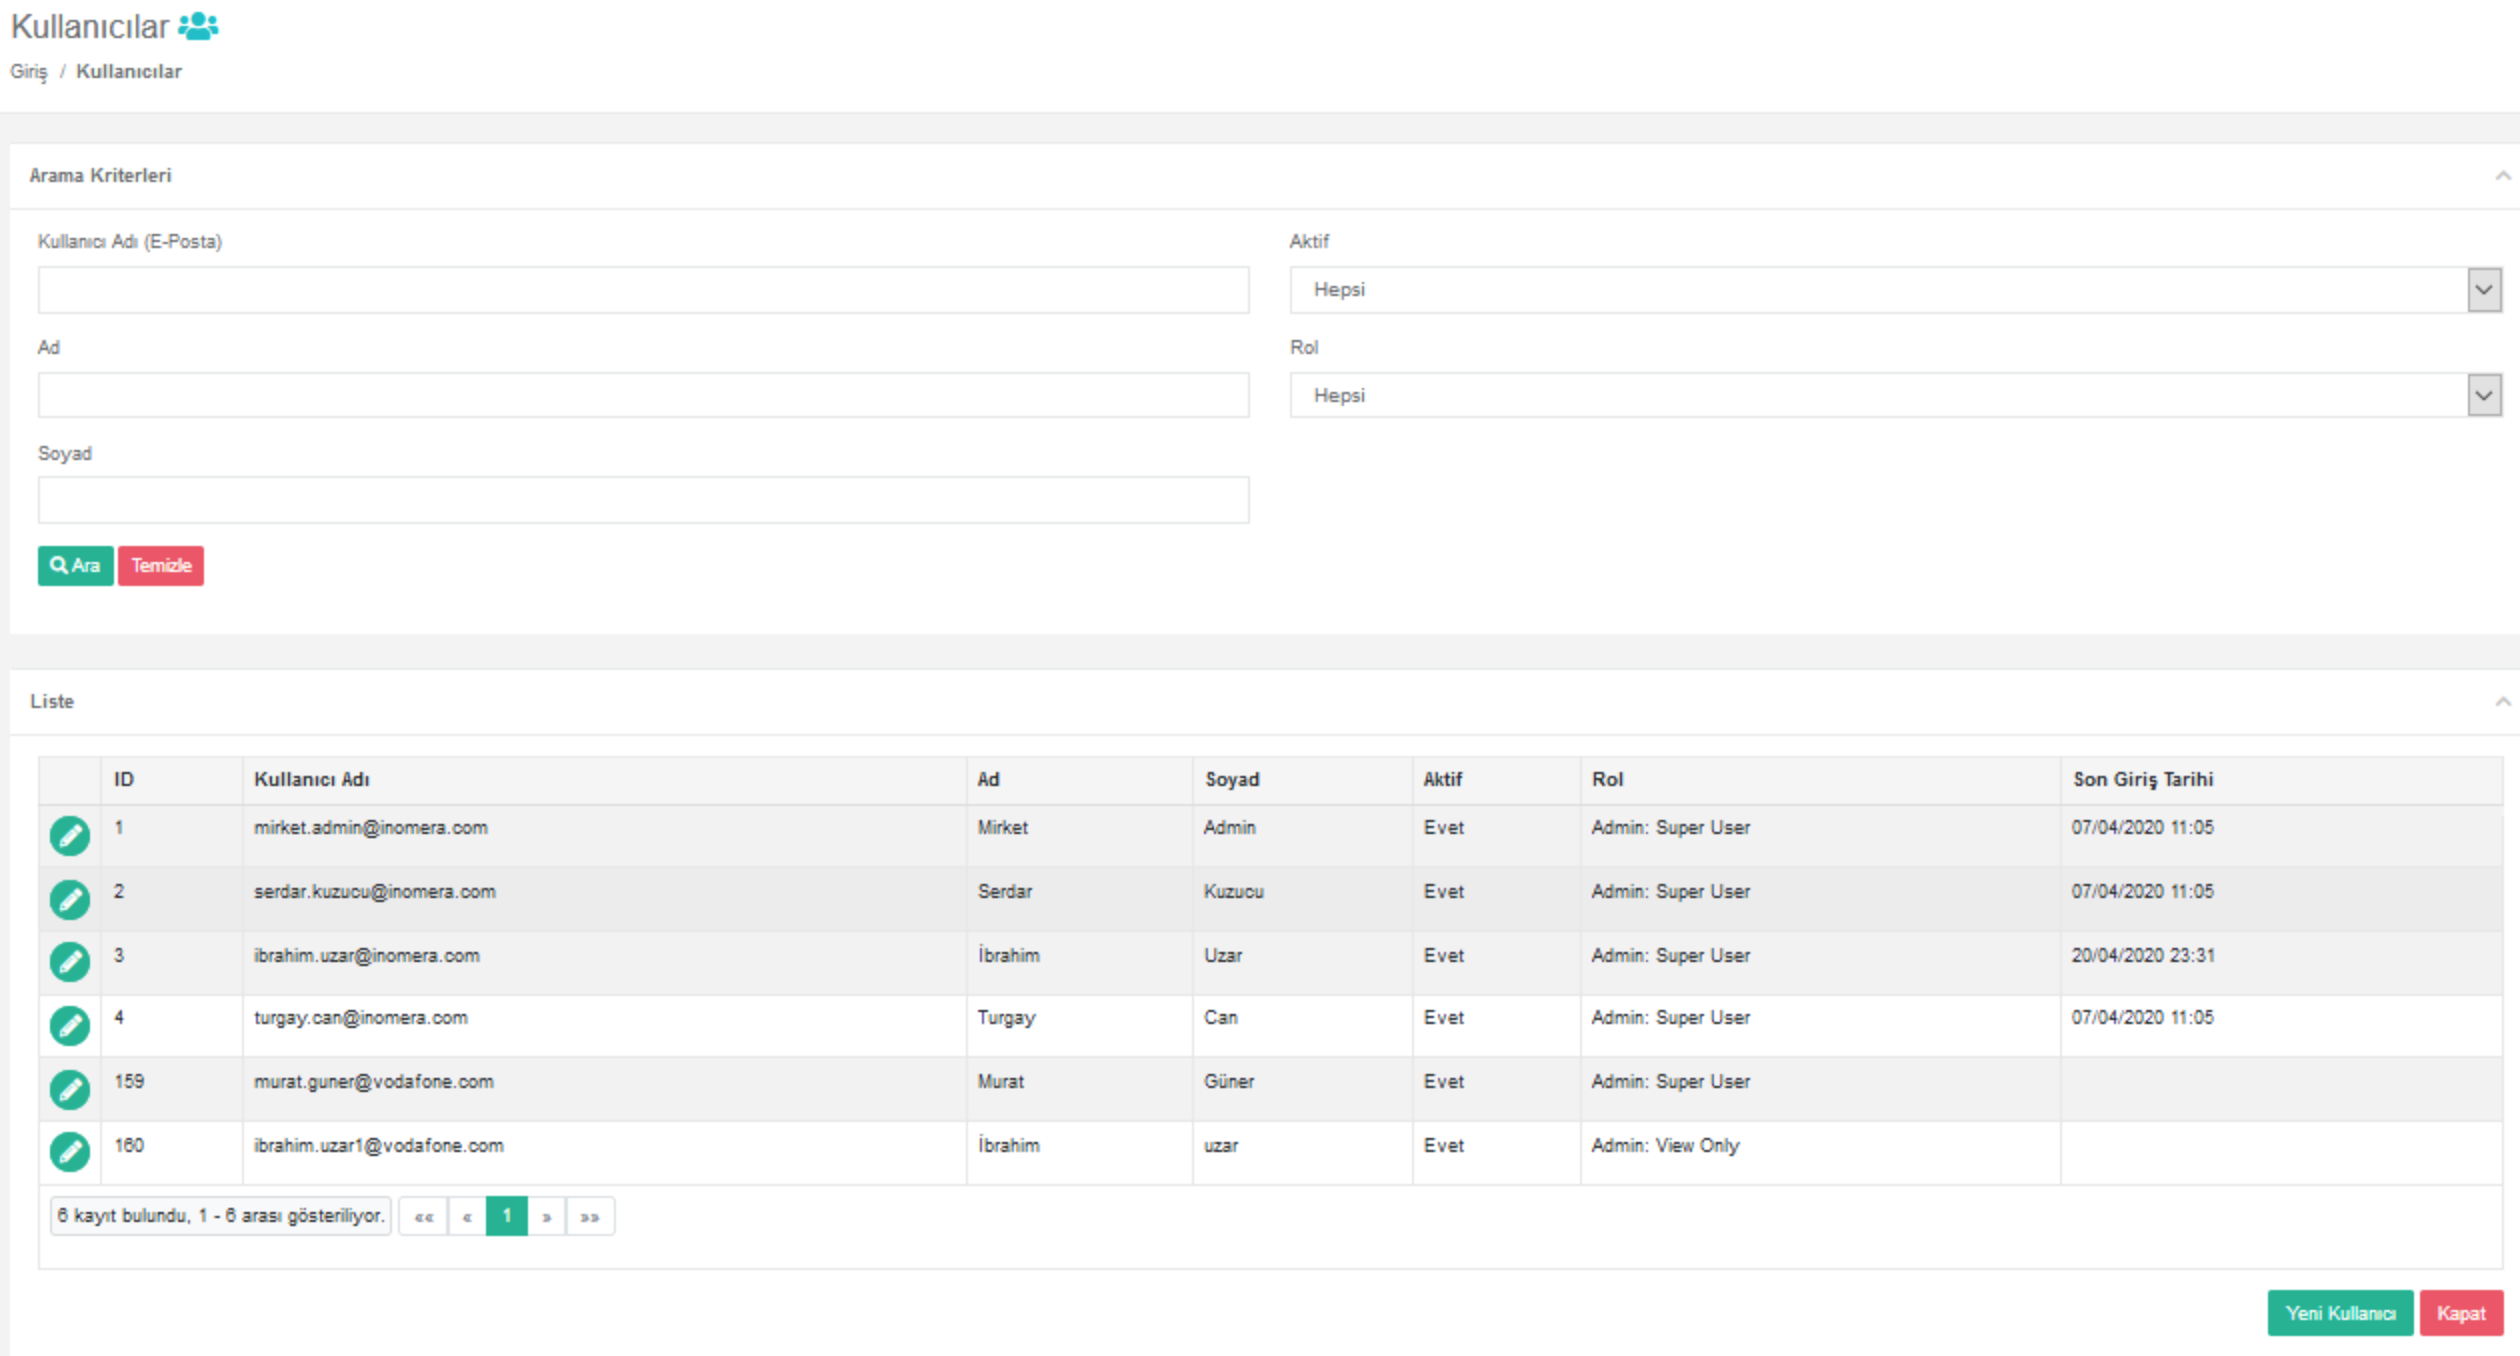 Kullanıcılar
Giriş / Kullanıcılar
Arama Kriterleri
Kullanıcı Adı (E-Posta) Aktif
Hepsi
Ad Rol
Hepsi
Soyad
Ara Temizle
Liste
ID Kullanıcı Adı Ad Soyad Aktif Rol Son Giriş Tarihi
1 mirket.admin@inomera.com Mirket Admin Evet Admin: Super User 07/04/2020 11:05
2 serdar.kuzucu@inomera.com Serdar Kuzucu Evet Admin: Super User 07/04/2020 11:05
3 ibrahim.uzar@inomera.com İbrahim Uzar Evet Admin: Super User 20/04/2020 23:31
4 turgay.can@inomera.com Turgay Can Evet Admin: Super User 07/04/2020 11:05
159 murat.guner@vodafone.com Murat Güner Evet Admin: Super User
160 ibrahim.uzar1@vodafone.com İbrahim uzar Evet Admin: View Only
6 kayıt bulundu, 1 - 6 arası gösteriliyor. «« « 1 » »»
Yeni Kullanıcı Kapat